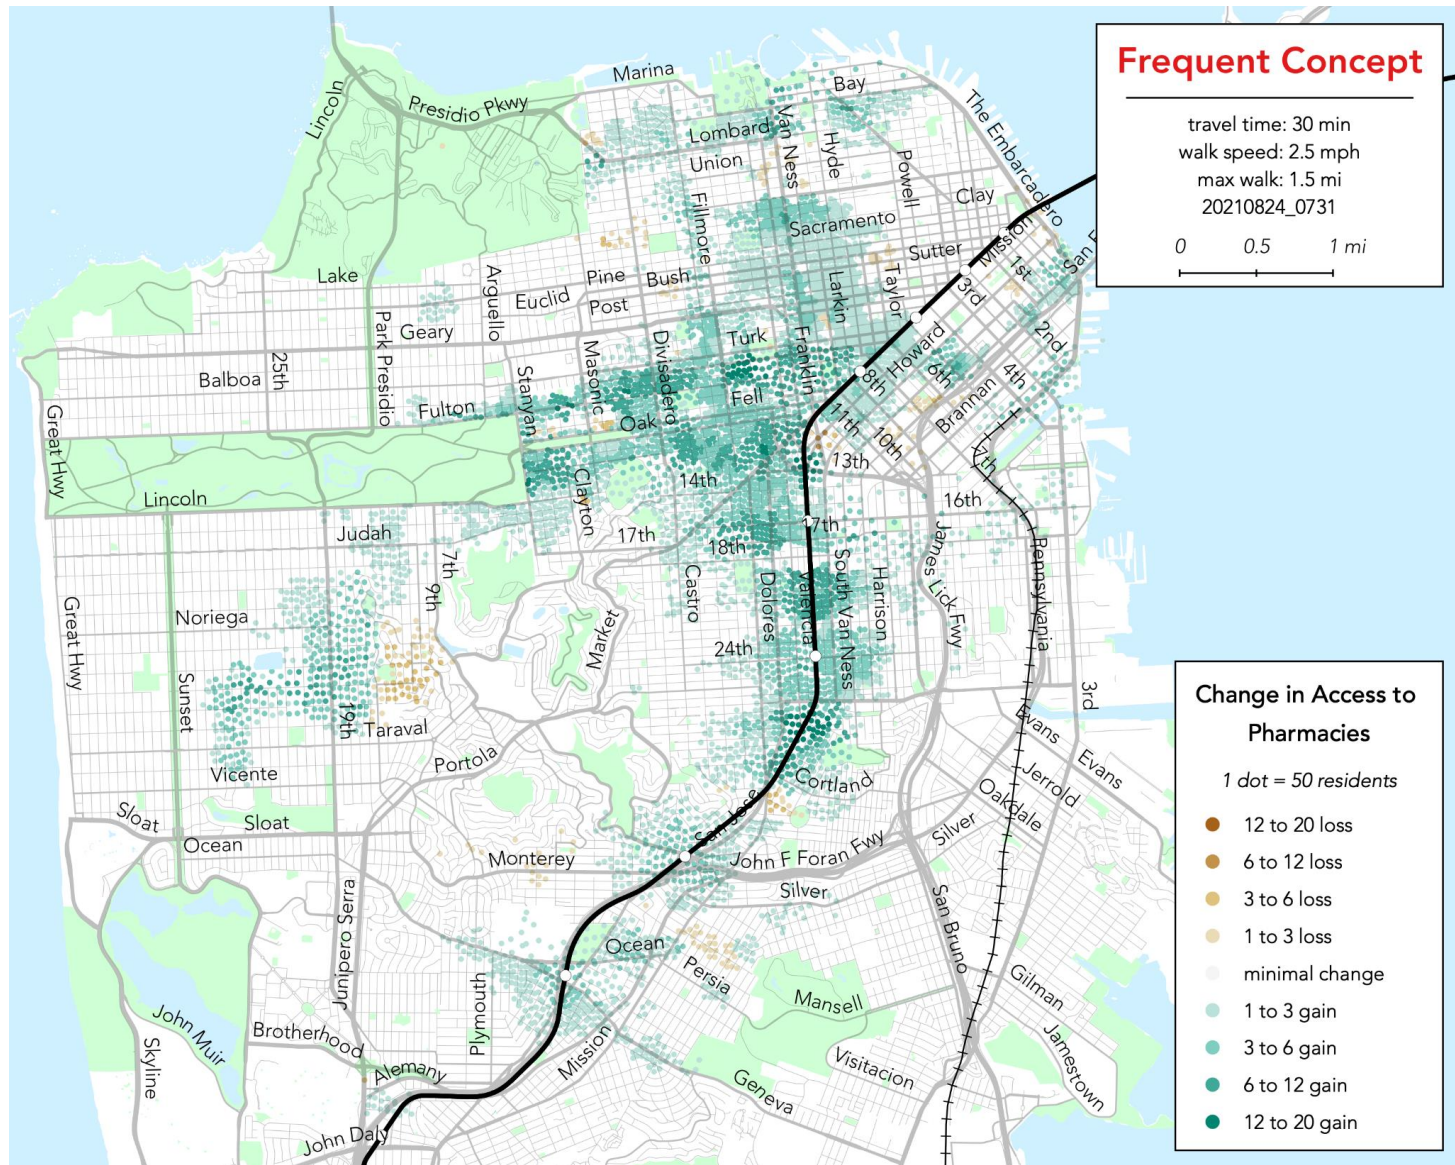 Frequent Concept
travel time: 30 min
walk speed: 2.5 mph
max walk: 1.5 mi
20210824_0731
0 0.5 1 mi
Marina
Bay
Presidio Pkwy
Lincoln
The Embarcadero
Lombard
Van Ness
Union
Hyde
Powell
Clay
Fillmore
Sacramento
Mission
Sutter
1st
Lake
Arguello
Pine
Bush
Taylor
Larkin
3rd
Euclid
Post
Geary
Park Presidio
2nd
Turk
Franklin
Howard
Divisadero
Masonic
25th
Balboa
Stanyan
8th
6th
4th
Fell
Brannan
Fulton
Oak
11th
10th
Great Hwy
13th
7th
14th
Clayton
Lincoln
16th
Judah
17th
17th
18th
7th
James Lick Fwy
Pennsylvania
South Van Ness
Harrison
Castro
Dolores
Valencia
9th
Great Hwy
Noriega
Market
24th
Sunset
19th
3rd
Taraval
Evans
Portola
Evans
Vicente
Cortland
Jerrold
Oakdale
Sloat
Sloat
San Jose
Silver
Ocean
Monterey
John F Foran Fwy
Silver
San Bruno
Junipero Serra
Ocean
Persia
Plymouth
Gilman
Mansell
John Muir
Brotherhood
Skyline
Mission
Jamestown
Visitacion
Alemany
Geneva
John Daly
Change in Access to
Pharmacies
1 dot = 50 residents
12 to 20 loss
6 to 12 loss
3 to 6 loss
1 to 3 loss
minimal change
1 to 3 gain
3 to 6 gain
6 to 12 gain
12 to 20 gain